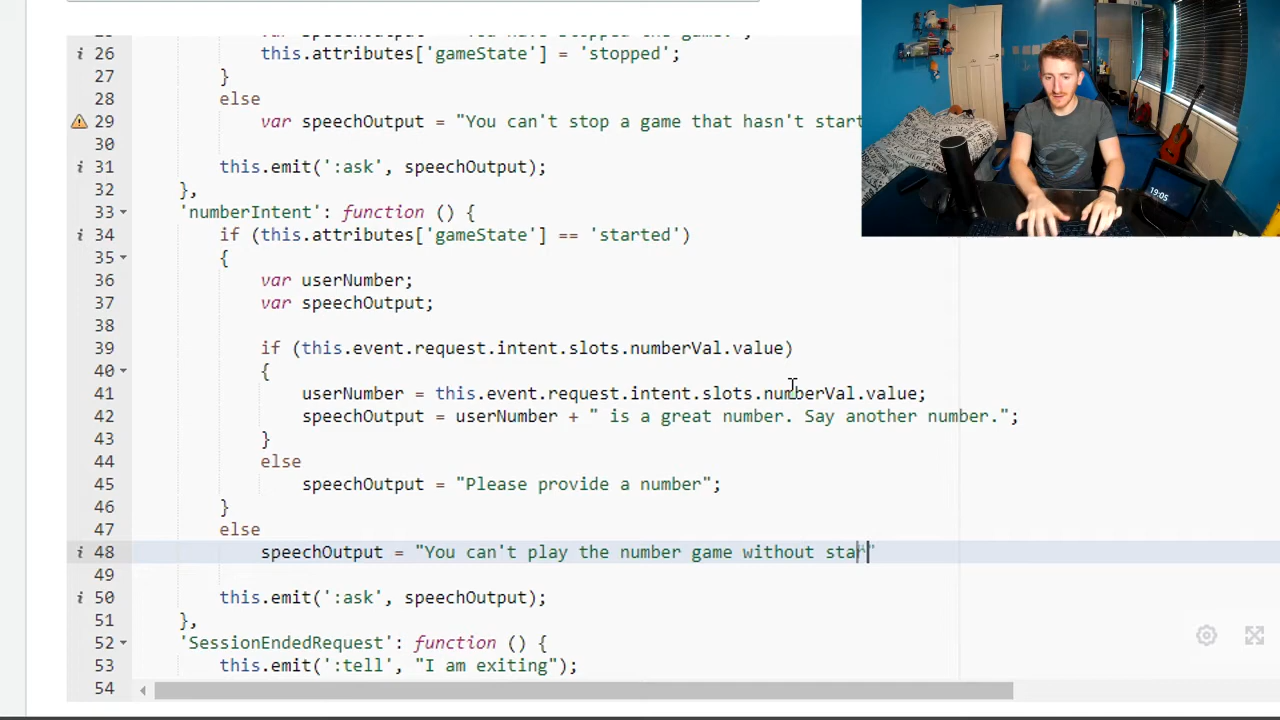 26 this.attributes['gameState'] = 'stopped';
27 }
28 else
29 var speechOutput = "You can't stop a game that hasn't start
30
31 this.emit(':ask', speechOutput);
32 },
33 'numberIntent': function () {
34 if (this.attributes['gameState'] == 'started')
35 {
36 var userNumber;
37 var speechOutput;
38
39 if (this.event.request.intent.slots.numberVal.value)
40 {
41 userNumber = this.event.request.intent.slots.numberVal.value;
42 speechOutput = userNumber + " is a great number. Say another number.";
43 }
44 else
45 speechOutput = "Please provide a number";
46 }
47 else
48 speechOutput = "You can't play the number game without star"
49
50 this.emit(':ask', speechOutput);
51 },
52 'SessionEndedRequest': function () {
53 this.emit(':tell', "I am exiting");
54
19:05